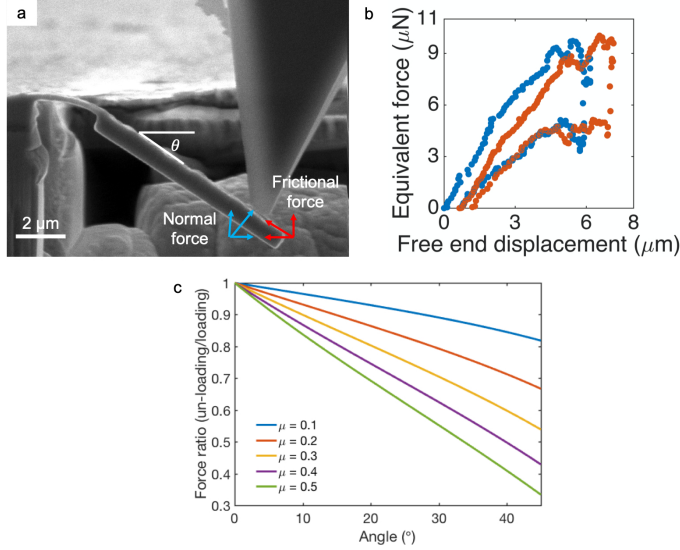 a
θ
Frictional
force
Normal
force
2 μm
b
Equivalent force (μN)
11
9
6
3
0
0
3
6
8
Free end displacement (μm)
c
Force ratio (un-loading/loading)
1
0.9
0.8
0.7
0.6
0.5
0.4
0.3
μ = 0.1
μ = 0.2
μ = 0.3
μ = 0.4
μ = 0.5
0
10
20
30
40
Angle (°)